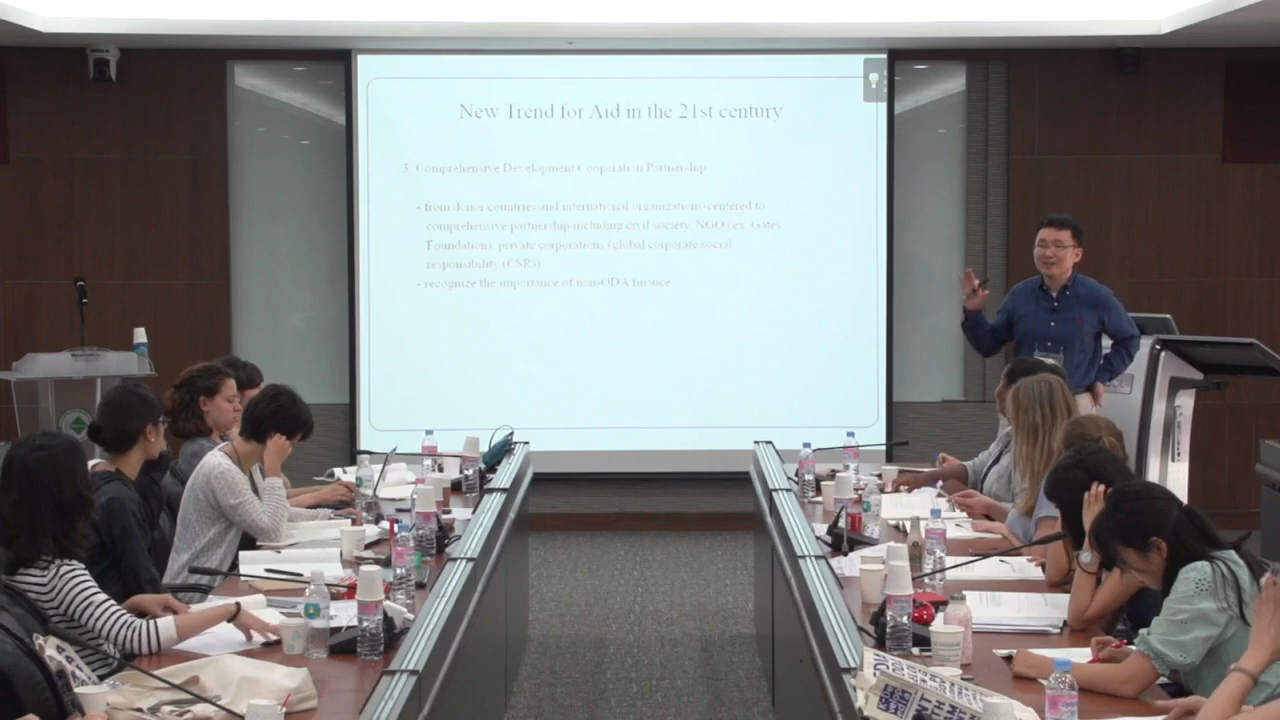 New Trend for Aid in the 21st century
3. Comprehensive Development Cooperation Partnership
- from donor countries and international organizations-centered to
comprehensive partnership including civil society, NGO (ex. Gates
Foundation), private corporations (global corporate social
responsibility (CSR))
- recognize the importance of non-ODA finance